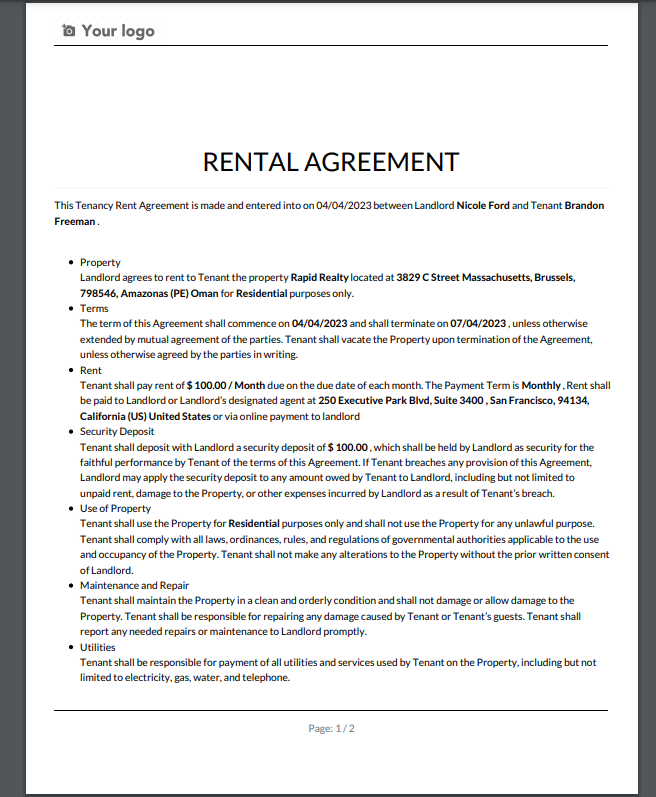 Your logo
RENTAL AGREEMENT
This Tenancy Rent Agreement is made and entered into on 04/04/2023 between Landlord Nicole Ford and Tenant Brandon
Freeman .
• Property
Landlord agrees to rent to Tenant the property Rapid Realty located at 3829 C Street Massachusetts, Brussels,
798546, Amazonas (PE) Oman for Residential purposes only.
• Terms
The term of this Agreement shall commence on 04/04/2023 and shall terminate on 07/04/2023 , unless otherwise
extended by mutual agreement of the parties. Tenant shall vacate the Property upon termination of the Agreement,
unless otherwise agreed by the parties in writing.
• Rent
Tenant shall pay rent of $ 100.00 / Month due on the due date of each month. The Payment Term is Monthly , Rent shall
be paid to Landlord or Landlord's designated agent at 250 Executive Park Blvd, Suite 3400 , San Francisco, 94134,
California (US) United States or via online payment to landlord
• Security Deposit
Tenant shall deposit with Landlord a security deposit of $ 100.00 , which shall be held by Landlord as security for the
faithful performance by Tenant of the terms of this Agreement. If Tenant breaches any provision of this Agreement,
Landlord may apply the security deposit to any amount owed by Tenant to Landlord, including but not limited to
unpaid rent, damage to the Property, or other expenses incurred by Landlord as a result of Tenant's breach.
• Use of Property
Tenant shall use the Property for Residential purposes only and shall not use the Property for any unlawful purpose.
Tenant shall comply with all laws, ordinances, rules, and regulations of governmental authorities applicable to the use
and occupancy of the Property. Tenant shall not make any alterations to the Property without the prior written consent
of Landlord.
• Maintenance and Repair
Tenant shall maintain the Property in a clean and orderly condition and shall not damage or allow damage to the
Property. Tenant shall be responsible for repairing any damage caused by Tenant or Tenant's guests. Tenant shall
report any needed repairs or maintenance to Landlord promptly.
• Utilities
Tenant shall be responsible for payment of all utilities and services used by Tenant on the Property, including but not
limited to electricity, gas, water, and telephone.
Page: 1 / 2